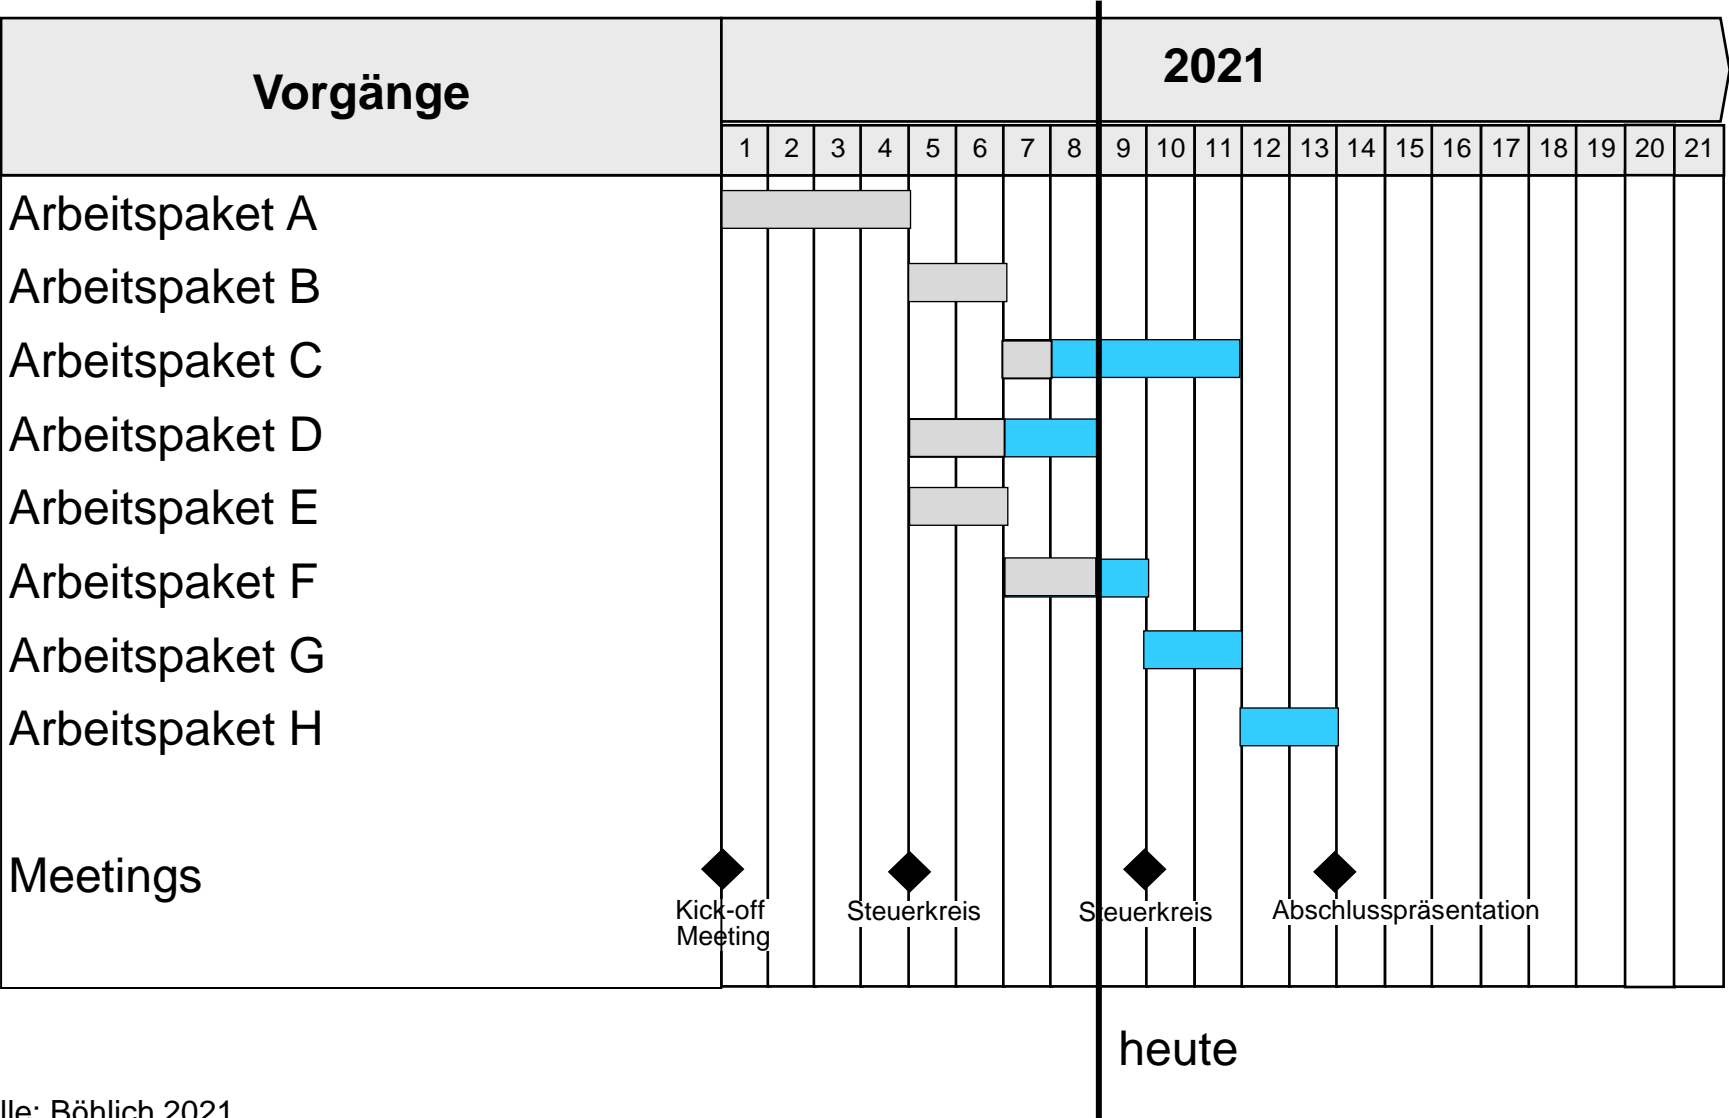 2021
Vorgänge
1 2 3 4 5 6 7 8 9 10 11 12 13 14 15 16 17 18 19 20 21
Arbeitspaket A
Arbeitspaket B
Arbeitspaket C
Arbeitspaket D
Arbeitspaket E
Arbeitspaket F
Arbeitspaket G
Arbeitspaket H
Meetings
Kick-off
Meeting
Steuerkreis
Steuerkreis
Abschlusspräsentation
heute
lle: Böhlich 2021